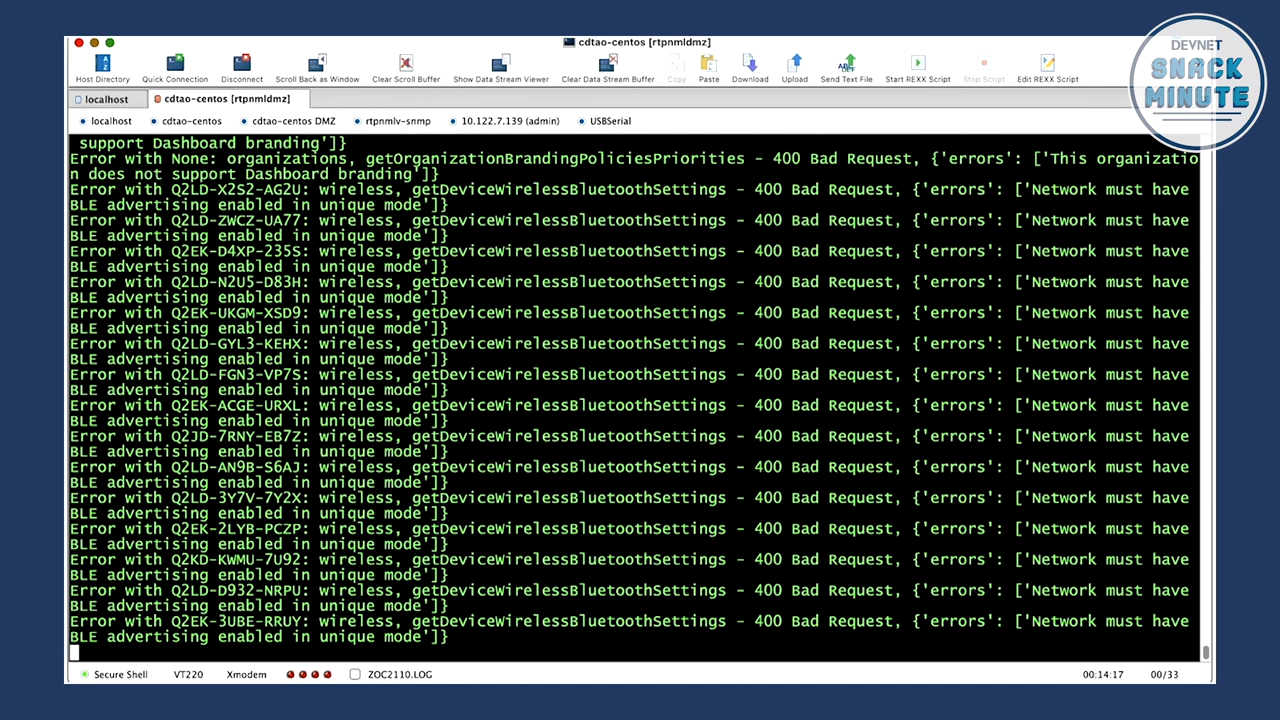 cdtao-centos [rtpnmldmz]
DEVNET
SNACK
MINUTE
Host Directory Quick Connection Disconnect Scroll Back as Window Clear Scroll Buffer Show Data Stream Viewer Clear Data Stream Buffer Copy Paste Download Upload Send Text File Start REXX Script Stop Script Edit REXX Script
localhost cdtao-centos [rtpnmldmz]
localhost cdtao-centos cdtao-centos DMZ rtpnmlv-snmp 10.122.7.139 (admin) USBSerial
support Dashboard branding']}
Error with None: organizations, getOrganizationBrandingPoliciesPriorities - 400 Bad Request, {'errors': ['This organizatio
n does not support Dashboard branding']}
Error with Q2LD-X2S2-AG2U: wireless, getDeviceWirelessBluetoothSettings - 400 Bad Request, {'errors': ['Network must have
BLE advertising enabled in unique mode']}
Error with Q2LD-ZWCZ-UA77: wireless, getDeviceWirelessBluetoothSettings - 400 Bad Request, {'errors': ['Network must have
BLE advertising enabled in unique mode']}
Error with Q2EK-D4XP-235S: wireless, getDeviceWirelessBluetoothSettings - 400 Bad Request, {'errors': ['Network must have
BLE advertising enabled in unique mode']}
Error with Q2LD-N2U5-D83H: wireless, getDeviceWirelessBluetoothSettings - 400 Bad Request, {'errors': ['Network must have
BLE advertising enabled in unique mode']}
Error with Q2EK-UKGM-XSD9: wireless, getDeviceWirelessBluetoothSettings - 400 Bad Request, {'errors': ['Network must have
BLE advertising enabled in unique mode']}
Error with Q2LD-GYL3-KEHX: wireless, getDeviceWirelessBluetoothSettings - 400 Bad Request, {'errors': ['Network must have
BLE advertising enabled in unique mode']}
Error with Q2LD-FGN3-VP7S: wireless, getDeviceWirelessBluetoothSettings - 400 Bad Request, {'errors': ['Network must have
BLE advertising enabled in unique mode']}
Error with Q2EK-ACGE-URXL: wireless, getDeviceWirelessBluetoothSettings - 400 Bad Request, {'errors': ['Network must have
BLE advertising enabled in unique mode']}
Error with Q2JD-7RNY-EB7Z: wireless, getDeviceWirelessBluetoothSettings - 400 Bad Request, {'errors': ['Network must have
BLE advertising enabled in unique mode']}
Error with Q2LD-AN9B-S6AJ: wireless, getDeviceWirelessBluetoothSettings - 400 Bad Request, {'errors': ['Network must have
BLE advertising enabled in unique mode']}
Error with Q2LD-3Y7V-7Y2X: wireless, getDeviceWirelessBluetoothSettings - 400 Bad Request, {'errors': ['Network must have
BLE advertising enabled in unique mode']}
Error with Q2EK-2LYB-PCZP: wireless, getDeviceWirelessBluetoothSettings - 400 Bad Request, {'errors': ['Network must have
BLE advertising enabled in unique mode']}
Error with Q2KD-KWMU-7U92: wireless, getDeviceWirelessBluetoothSettings - 400 Bad Request, {'errors': ['Network must have
BLE advertising enabled in unique mode']}
Error with Q2LD-D932-NRPU: wireless, getDeviceWirelessBluetoothSettings - 400 Bad Request, {'errors': ['Network must have
BLE advertising enabled in unique mode']}
Error with Q2EK-3UBE-RRUY: wireless, getDeviceWirelessBluetoothSettings - 400 Bad Request, {'errors': ['Network must have
BLE advertising enabled in unique mode']}
Secure Shell VT220 Xmodem ZOC2110.LOG 00:14:17 00/33